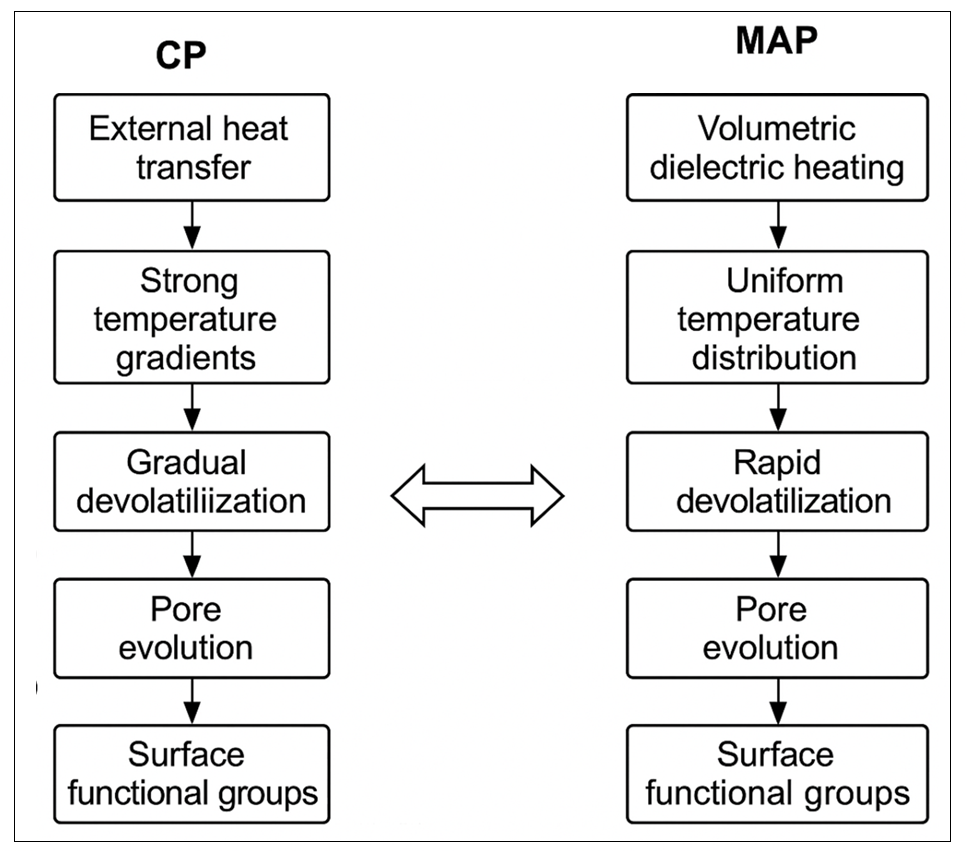 CP
External heat
transfer
Strong
temperature
gradients
Gradual
devolatiliization
Pore
evolution
Surface
functional groups
MAP
Volumetric
dielectric heating
Uniform
temperature
distribution
Rapid
devolatilization
Pore
evolution
Surface
functional groups